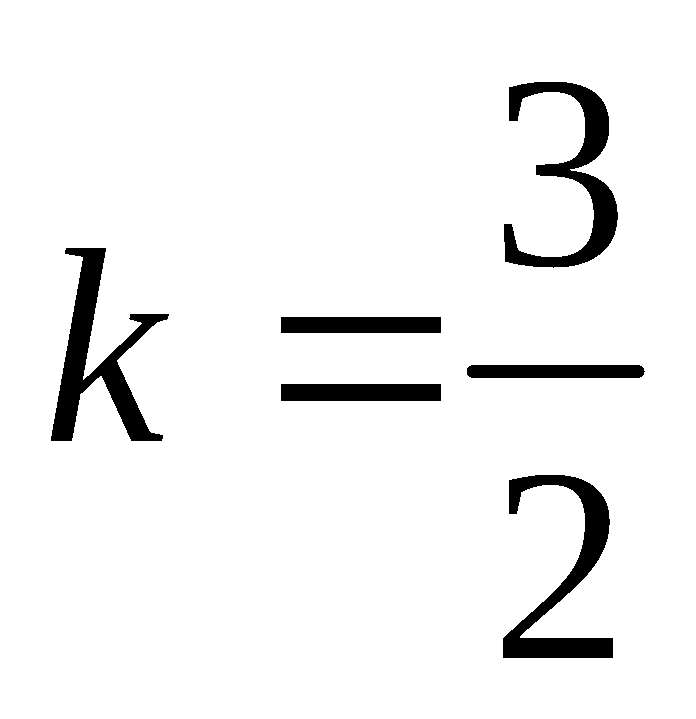 k = 3/2